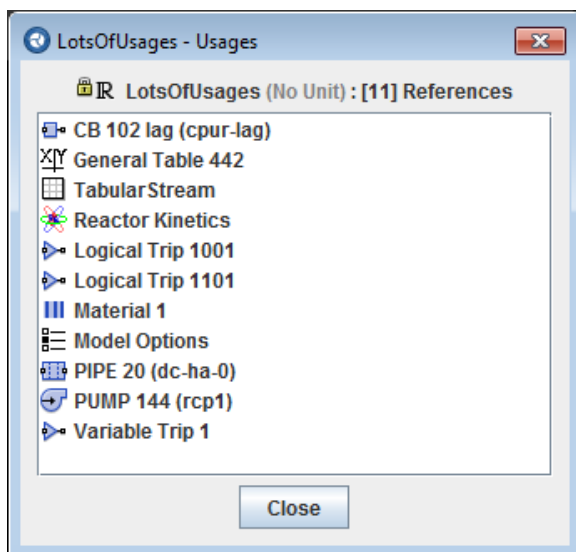 LotsOfUsages - Usages
ℝ LotsOfUsages (No Unit) : [11] References
CB 102 lag (cpur-lag)
General Table 442
TabularStream
Reactor Kinetics
Logical Trip 1001
Logical Trip 1101
Material 1
Model Options
PIPE 20 (dc-ha-0)
PUMP 144 (rcp1)
Variable Trip 1
Close